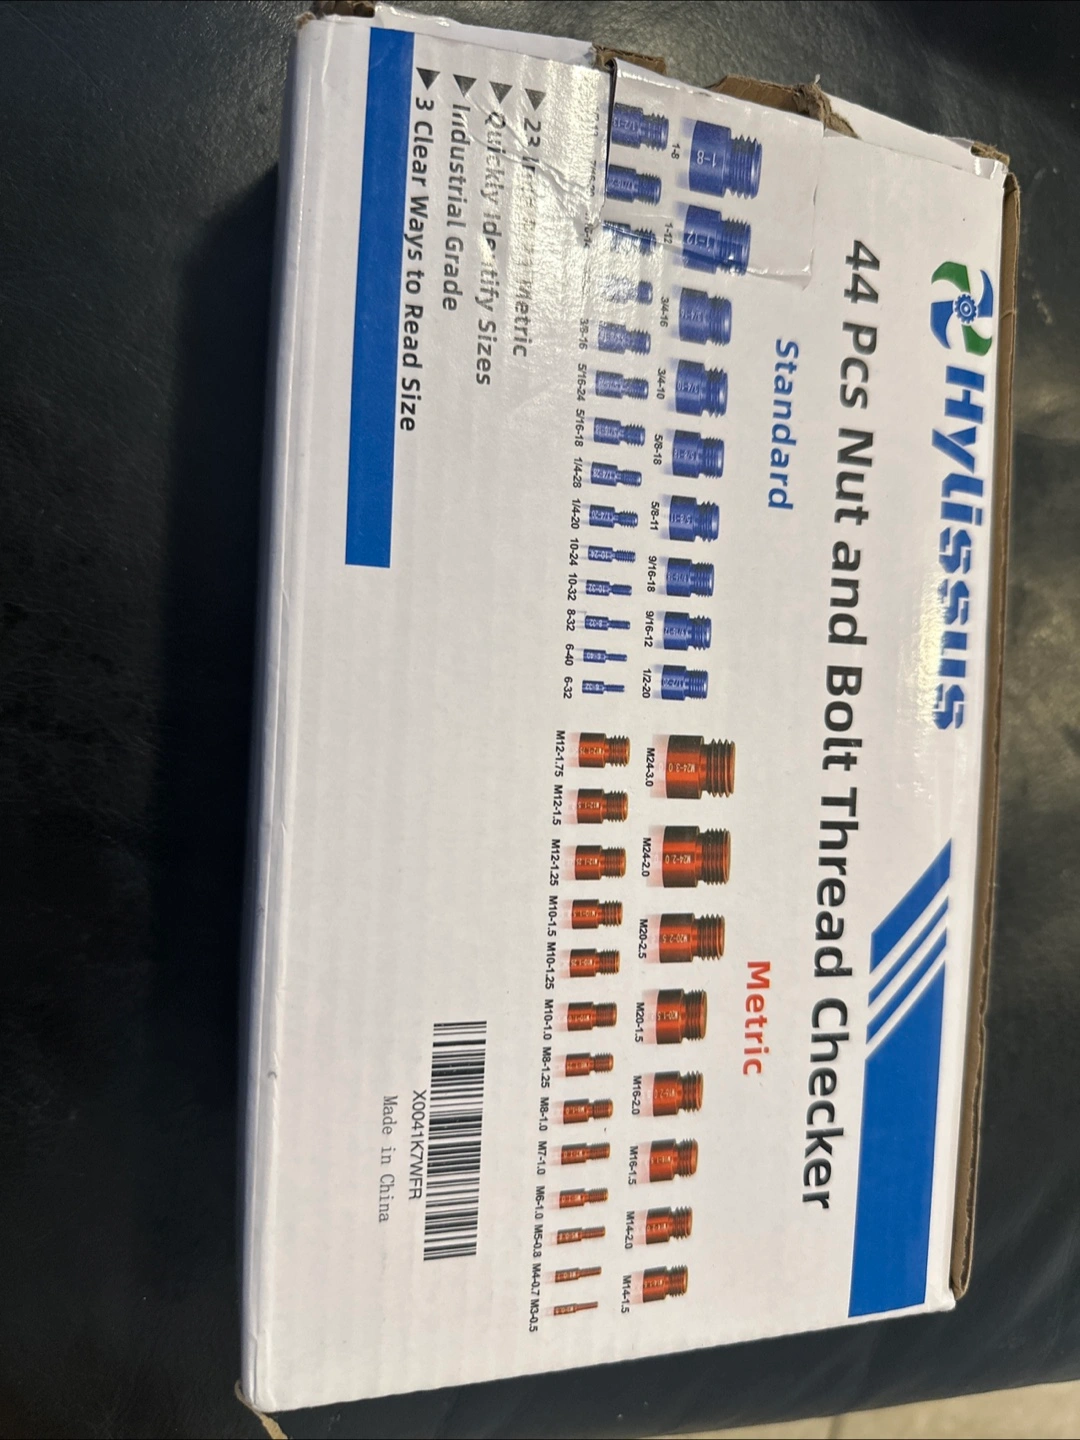 Hylissus
44 Pcs Nut and Bolt Thread Checker
Standard
1-8 1-12 3/4-16 3/4-10 5/8-18 5/8-11 9/16-18 9/16-12 1/2-20
3/8-16 5/16-24 5/16-18 1/4-28 1/4-20 10-24 10-32 8-32 6-40 6-32
Metric
M24-3.0 M24-2.0 M20-2.5 M20-1.5 M16-2.0 M16-1.5 M14-2.0 M14-1.5
M12-1.75 M12-1.5 M12-1.25 M10-1.5 M10-1.25 M10-1.0 M8-1.25 M8-1.0 M7-1.0 M6-1.0 M5-0.8 M4-0.7 M3-0.5
▶ 23 Metric
▶ Quickly Identify Sizes
▶ Industrial Grade
▶ 3 Clear Ways to Read Size
X0041K7WFR
Made in China